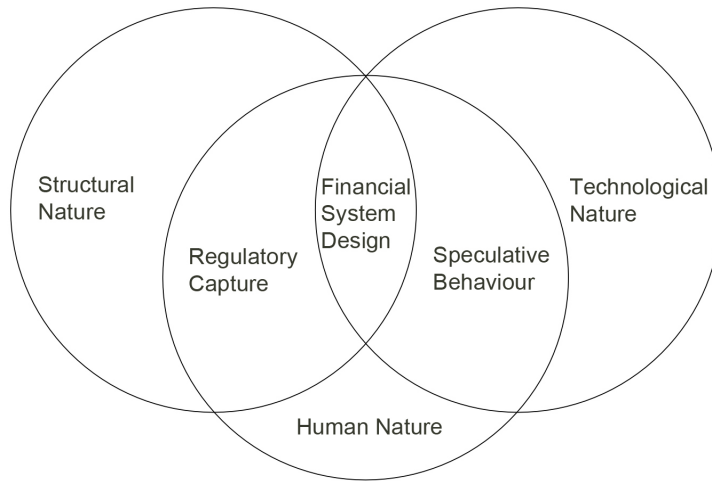 Structural
Nature
Regulatory
Capture
Financial
System
Design
Speculative
Behaviour
Technological
Nature
Human Nature